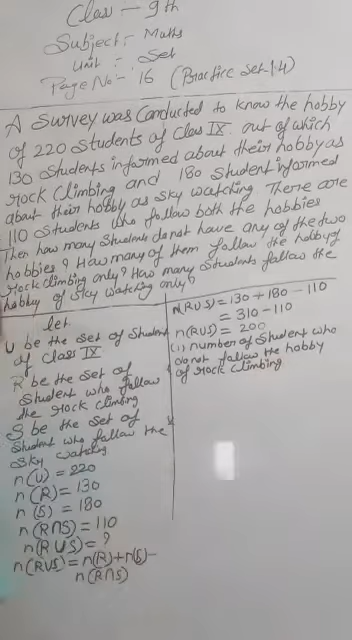 Class - 9th
Subject:- Maths
Unit :- Set
Page No-- 16 (Practice Set-1.4)
A Survey was Conducted to know the hobby
of 220 students of Class IX. out of which
130 students informed about their hobby as
rock Climbing and 180 Student informed
about their hobby as sky watching There are
110 Students who follow both the hobbies
Then how many Students do not have any of the two
hobbies? How many of them follow the hobby of
rock climbing only? How many students follow the
hobby of sky watching only?
let
U be the set of Student
of Class IX
R be the set of
Student who follow
the rock climbing
S be the set of
Student who follow the
sky watching
n(U) = 220
n(R) = 130
n(S) = 180
n(R∩S) = 110
n(R∪S) = ?
n(R∪S) = n(R)+n(S)-
n(R∩S)
n(R∪S) = 130+180-110
= 310-110
n(R∪S) = 200
(i) number of Student who
do not follow the hobby
of rock climbing